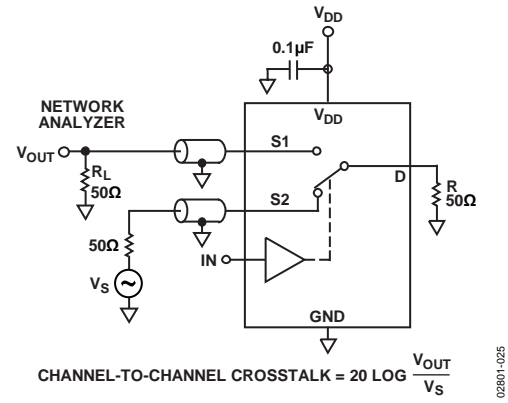 VDD
0.1µF
VDD
NETWORK
ANALYZER
VOUT
S1
RL
50Ω
D
R
50Ω
S2
50Ω
IN
VS
GND
CHANNEL-TO-CHANNEL CROSSTALK = 20 LOG VOUT
VS
02801-025